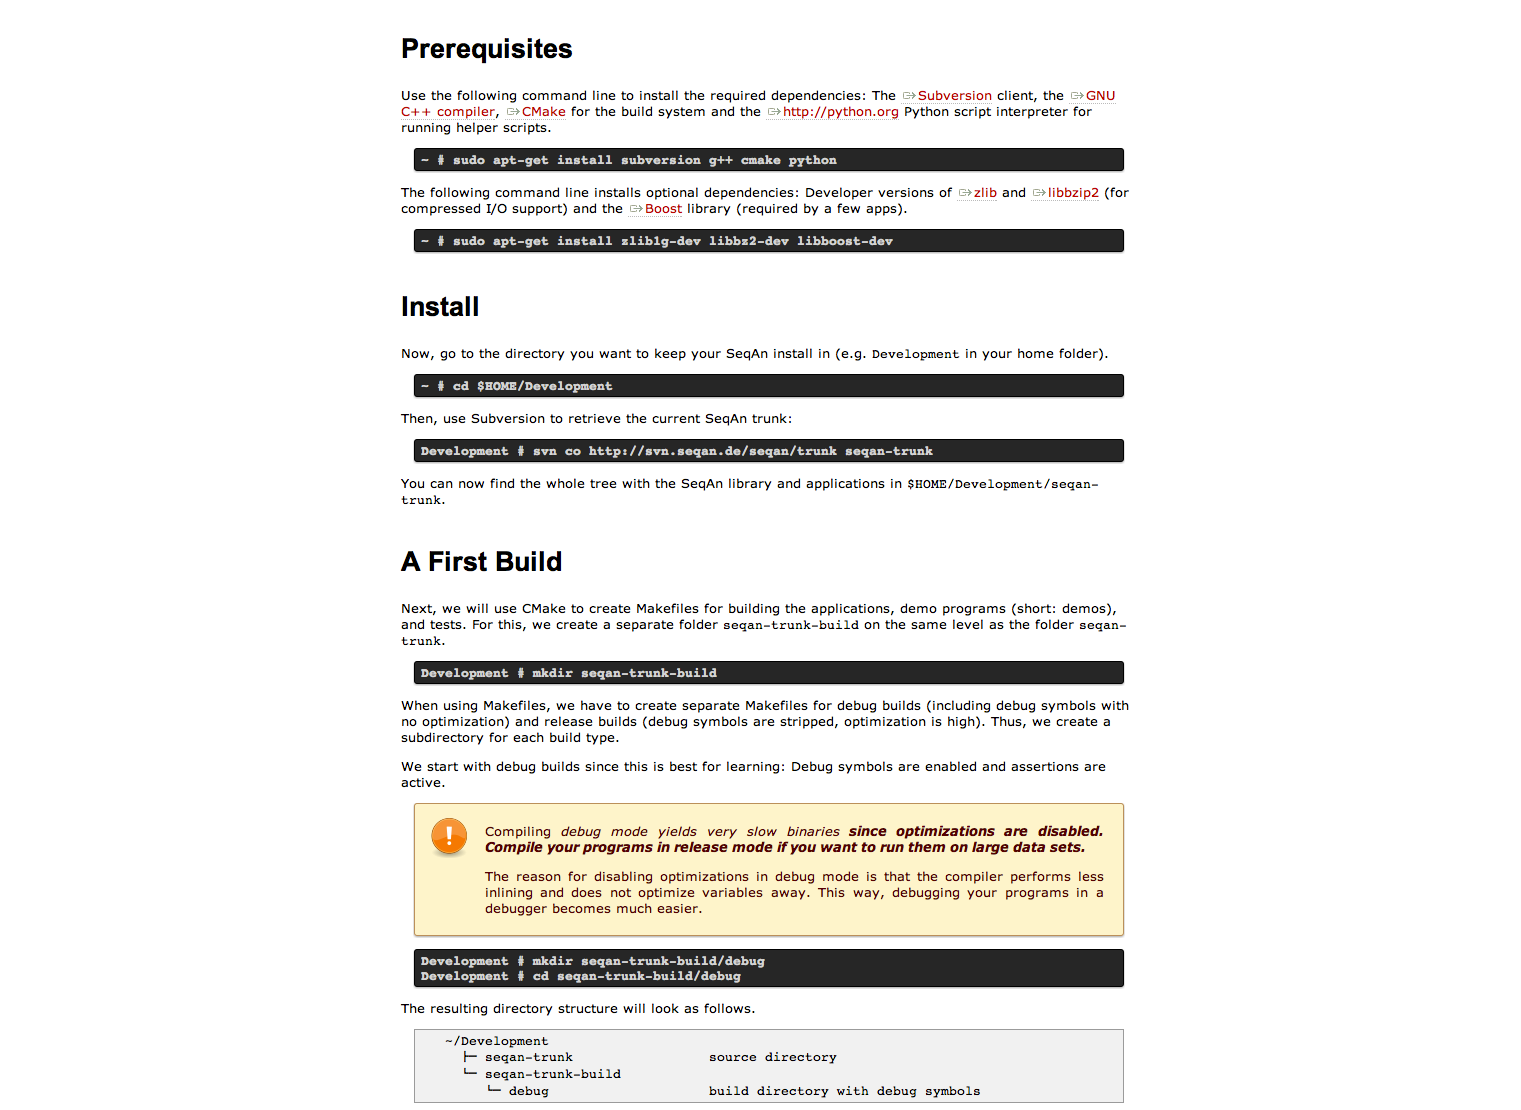 Prerequisites
Use the following command line to install the required dependencies: The Subversion client, the GNU
C++ compiler, CMake for the build system and the http://python.org Python script interpreter for
running helper scripts.
~ # sudo apt-get install subversion g++ cmake python
The following command line installs optional dependencies: Developer versions of zlib and libbzip2 (for
compressed I/O support) and the Boost library (required by a few apps).
~ # sudo apt-get install zlib1g-dev libbz2-dev libboost-dev
Install
Now, go to the directory you want to keep your SeqAn install in (e.g. Development in your home folder).
~ # cd $HOME/Development
Then, use Subversion to retrieve the current SeqAn trunk:
Development # svn co http://svn.seqan.de/seqan/trunk seqan-trunk
You can now find the whole tree with the SeqAn library and applications in $HOME/Development/seqan-
trunk.
A First Build
Next, we will use CMake to create Makefiles for building the applications, demo programs (short: demos),
and tests. For this, we create a separate folder seqan-trunk-build on the same level as the folder seqan-
trunk.
Development # mkdir seqan-trunk-build
When using Makefiles, we have to create separate Makefiles for debug builds (including debug symbols with
no optimization) and release builds (debug symbols are stripped, optimization is high). Thus, we create a
subdirectory for each build type.
We start with debug builds since this is best for learning: Debug symbols are enabled and assertions are
active.
Compiling debug mode yields very slow binaries since optimizations are disabled.
Compile your programs in release mode if you want to run them on large data sets.
The reason for disabling optimizations in debug mode is that the compiler performs less
inlining and does not optimize variables away. This way, debugging your programs in a
debugger becomes much easier.
Development # mkdir seqan-trunk-build/debug
Development # cd seqan-trunk-build/debug
The resulting directory structure will look as follows.
~/Development
├─ seqan-trunk source directory
└─ seqan-trunk-build
└─ debug build directory with debug symbols